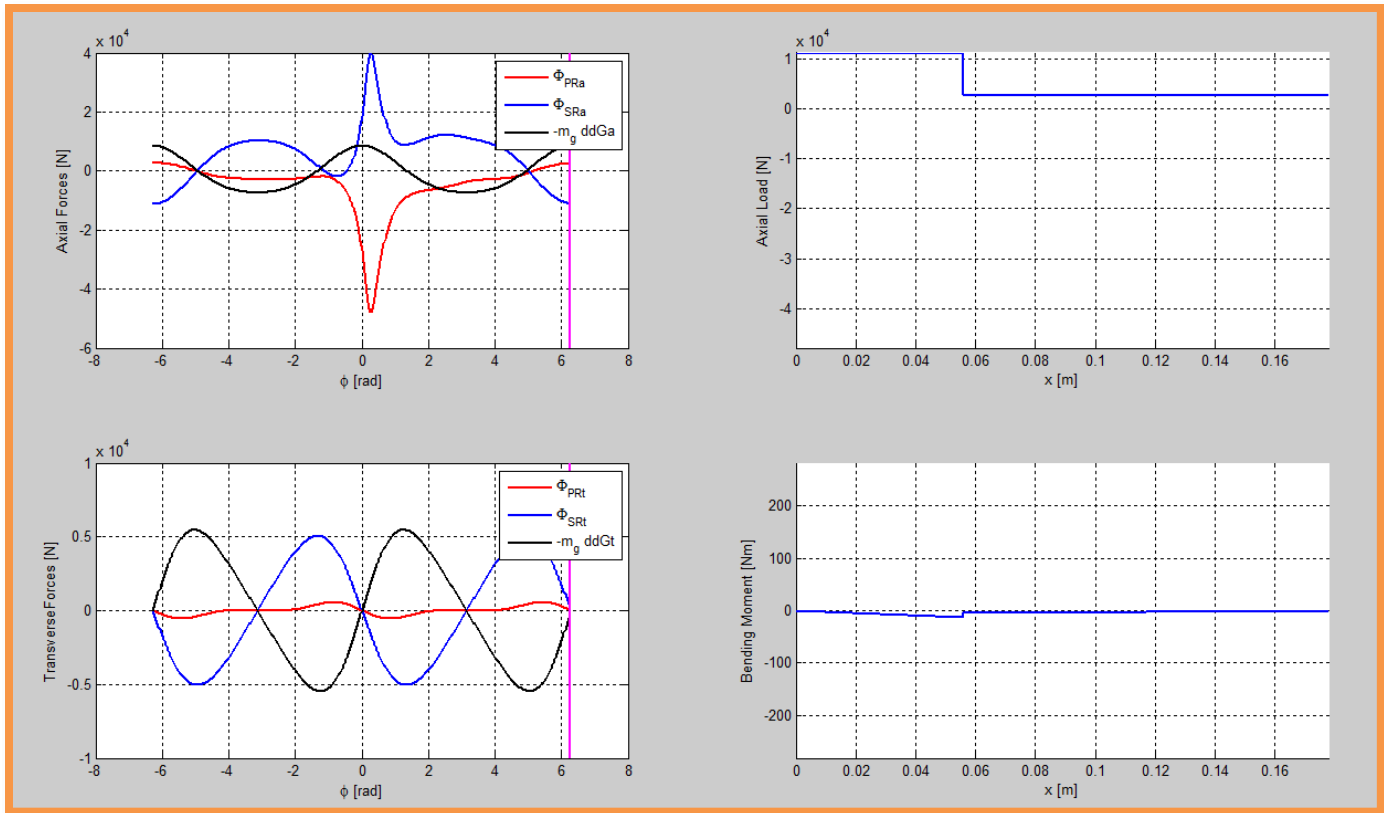 x 10^4
4
2
0
-2
-4
-6
Axial Forces [N]
-8 -6 -4 -2 0 2 4 6 8
ϕ [rad]
Φ_PRa
Φ_SRa
-m_g ddGa
x 10^4
1
0
-1
-2
-3
-4
Axial Load [N]
0 0.02 0.04 0.06 0.08 0.1 0.12 0.14 0.16
x [m]
x 10^4
1
0.5
0
-0.5
-1
Transverse Forces [N]
-8 -6 -4 -2 0 2 4 6 8
ϕ [rad]
Φ_PRt
Φ_SRt
-m_g ddGt
200
100
0
-100
-200
Bending Moment [Nm]
0 0.02 0.04 0.06 0.08 0.1 0.12 0.14 0.16
x [m]